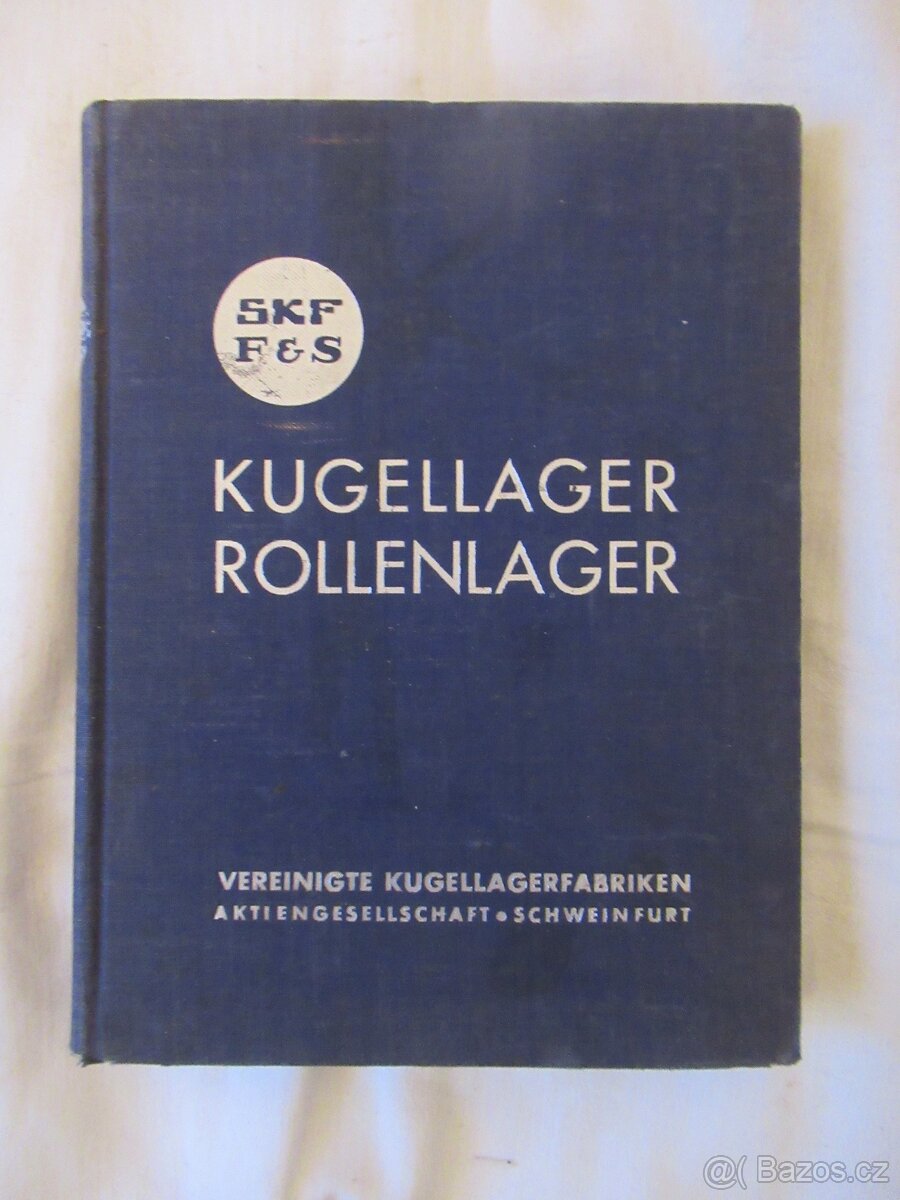 SKF
F & S
KUGELLAGER
ROLLENLAGER
VEREINIGTE KUGELLAGERFABRIKEN
AKTIENGESELLSCHAFT • SCHWEINFURT
@( Bazos.cz